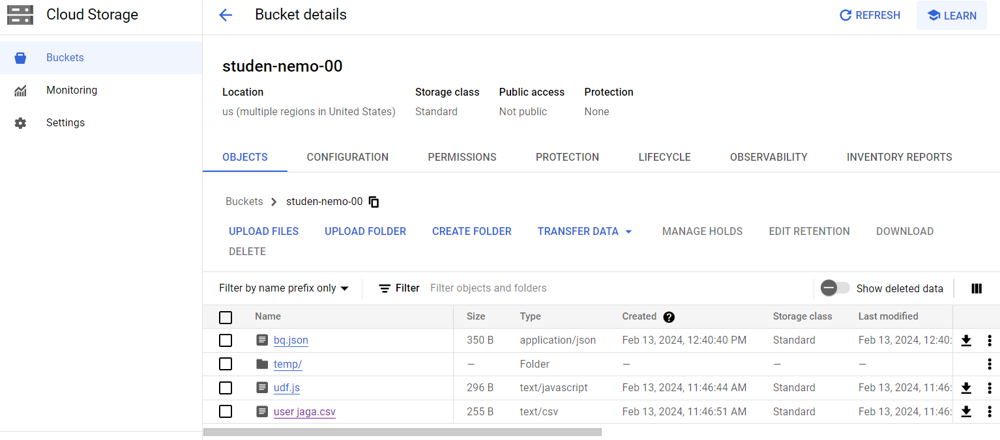 Cloud Storage
Bucket details
REFRESH
LEARN
Buckets
Monitoring
Settings
studen-nemo-00
Location Storage class Public access Protection
us (multiple regions in United States) Standard Not public None
OBJECTS CONFIGURATION PERMISSIONS PROTECTION LIFECYCLE OBSERVABILITY INVENTORY REPORTS
Buckets studen-nemo-00
UPLOAD FILES UPLOAD FOLDER CREATE FOLDER TRANSFER DATA MANAGE HOLDS EDIT RETENTION DOWNLOAD
DELETE
Filter by name prefix only Filter Filter objects and folders Show deleted data
Name Size Type Created ? Storage class Last modified
bq.json 350 B application/json Feb 13, 2024, 12:40:40 PM Standard Feb 13, 2024, 12:40:
temp/ — Folder — — —
udf.js 296 B text/javascript Feb 13, 2024, 11:46:44 AM Standard Feb 13, 2024, 11:46:
user jaga.csv 255 B text/csv Feb 13, 2024, 11:46:51 AM Standard Feb 13, 2024, 11:46: